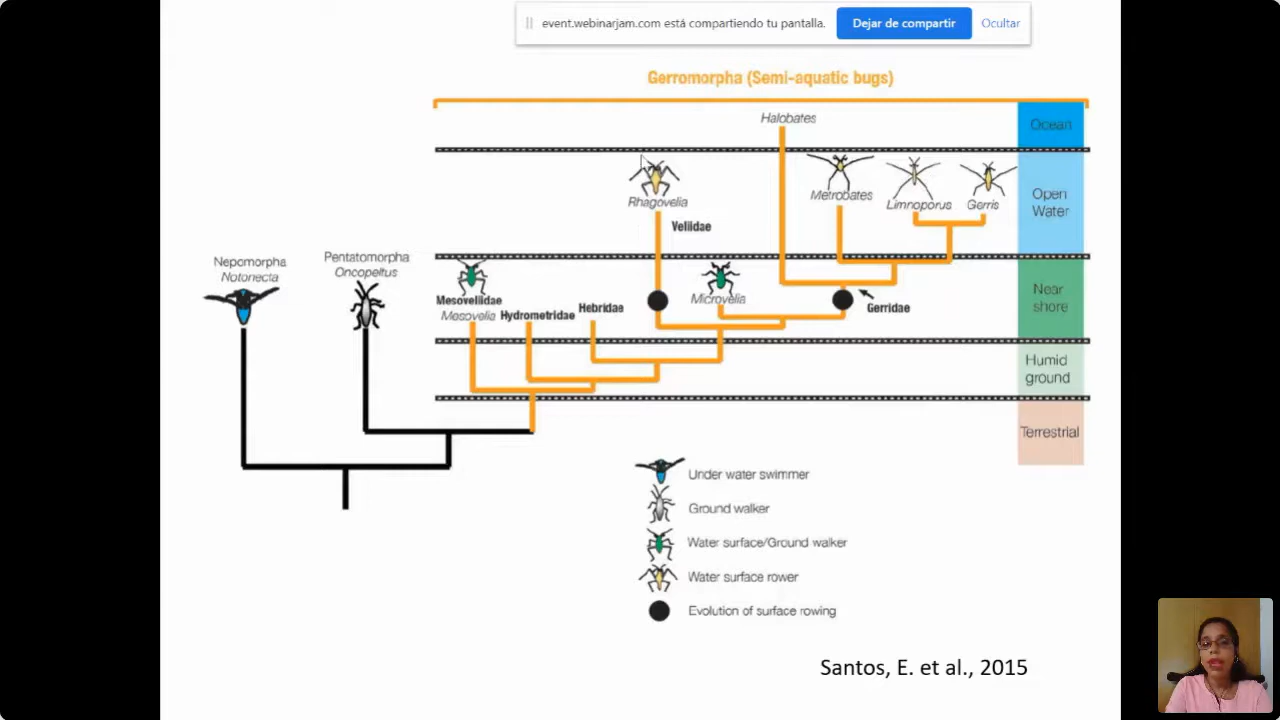 event.webinarjam.com está compartiendo tu pantalla.
Dejar de compartir
Ocultar
Gerromorpha (Semi-aquatic bugs)
Halobates
Ocean
Rhagovelia
Metrobates
Limnoporus
Gerris
Open
Water
Veliidae
Nepomorpha
Notonecta
Pentatomorpha
Oncopeltus
Mesoveliidae
Mesovelia
Hydrometridae
Hebridae
Microvelia
Gerridae
Near
shore
Humid
ground
Terrestrial
Under water swimmer
Ground walker
Water surface/Ground walker
Water surface rower
Evolution of surface rowing
Santos, E. et al., 2015